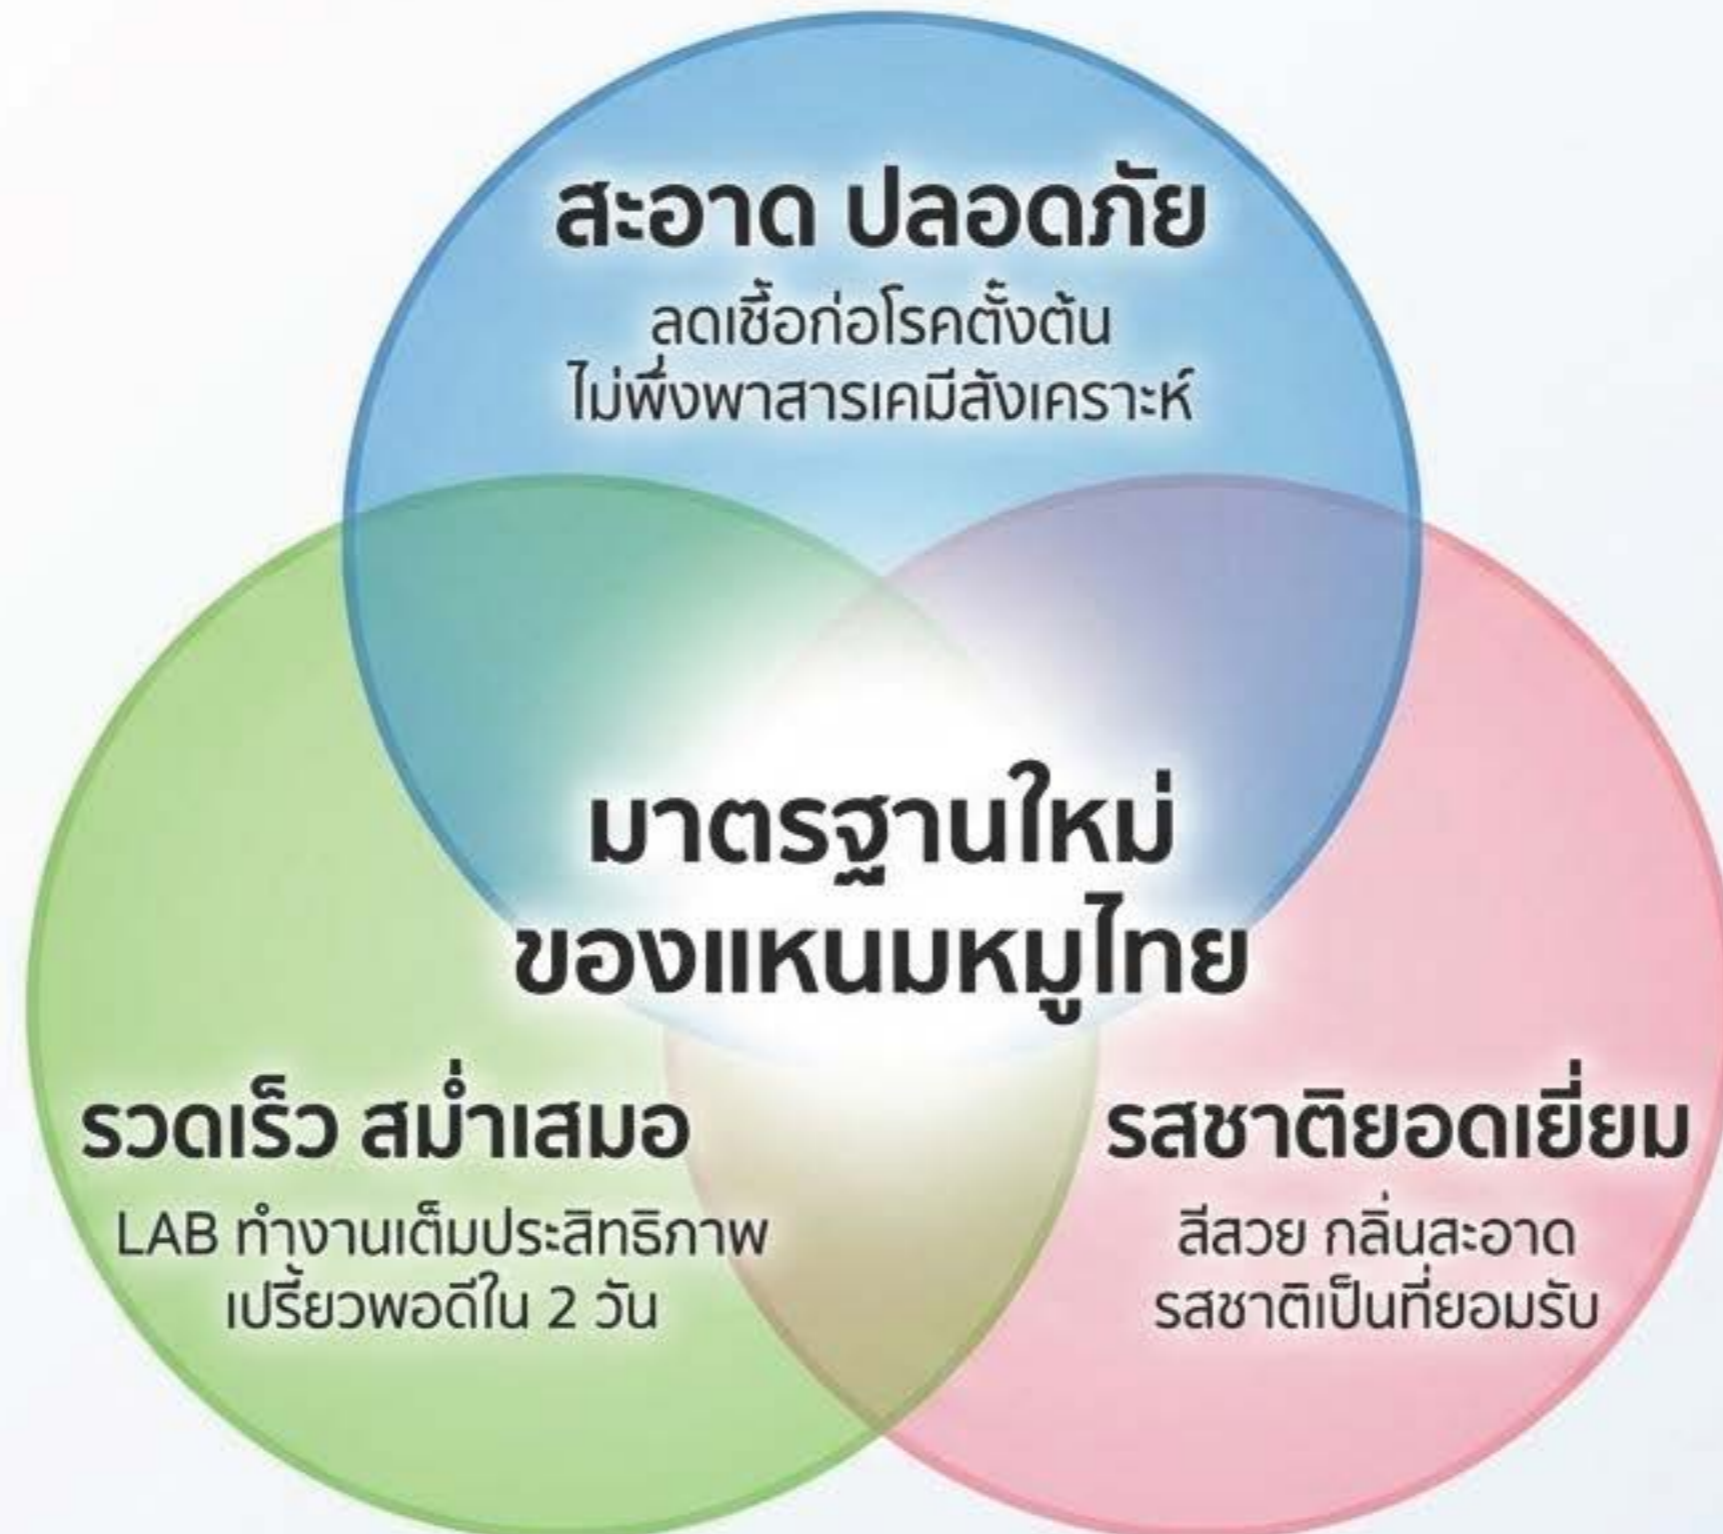 สะอาด ปลอดภัย
ลดเชื้อก่อโรคตั้งต้น
ไม่พึ่งพาสารเคมีสังเคราะห์
มาตรฐานใหม่
ของแหนมหมูไทย
รวดเร็ว สม่ำเสมอ
LAB ทำงานเต็มประสิทธิภาพ
เปรี้ยวพอดีใน 2 วัน
รสชาติยอดเยี่ยม
สีสวย กลิ่นสะอาด
รสชาติเป็นที่ยอมรับ